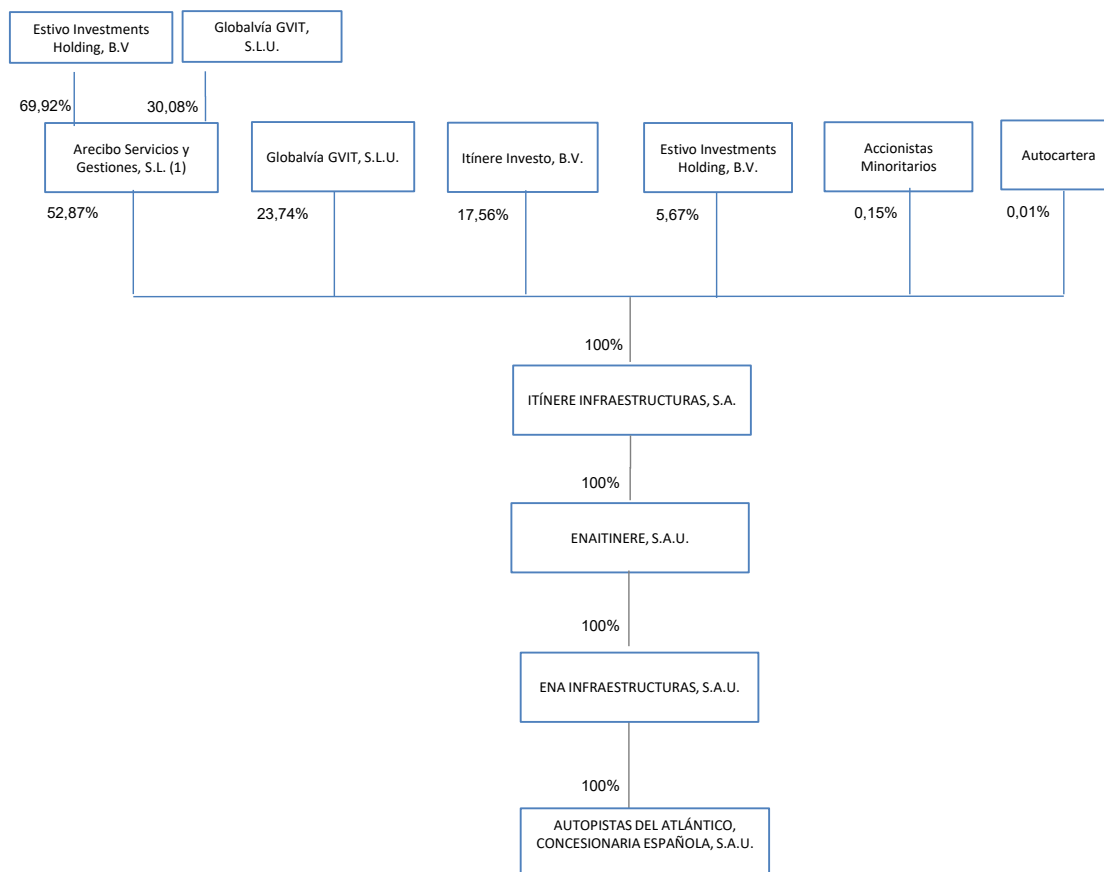 Estivo Investments
Holding, B.V
Globalvía GVIT,
S.L.U.
69,92%
30,08%
Arecibo Servicios y
Gestiones, S.L. (1)
Globalvía GVIT, S.L.U.
Itínere Investo, B.V.
Estivo Investments
Holding, B.V.
Accionistas
Minoritarios
Autocartera
52,87%
23,74%
17,56%
5,67%
0,15%
0,01%
100%
ITÍNERE INFRAESTRUCTURAS, S.A.
100%
ENAITINERE, S.A.U.
100%
ENA INFRAESTRUCTURAS, S.A.U.
100%
AUTOPISTAS DEL ATLÁNTICO,
CONCESIONARIA ESPAÑOLA, S.A.U.